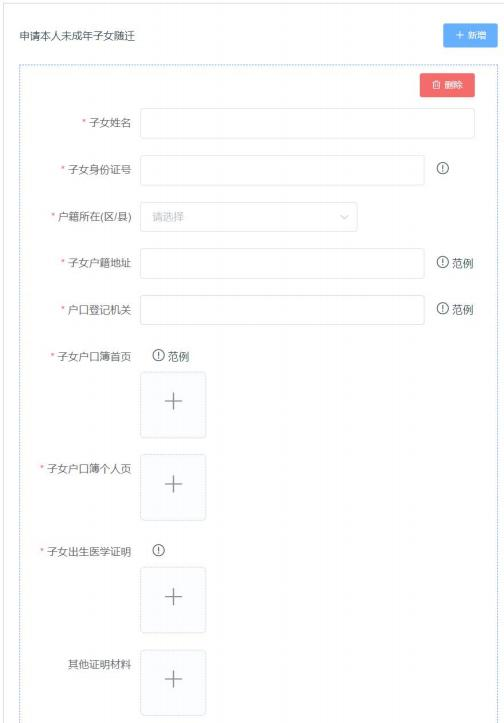 申请本人未成年子女随迁
+ 新增
删除
* 子女姓名
* 子女身份证号
* 户籍所在(区/县) 请选择
* 子女户籍地址 范例
* 户口登记机关 范例
* 子女户口簿首页 范例
* 子女户口簿个人页
* 子女出生医学证明
其他证明材料